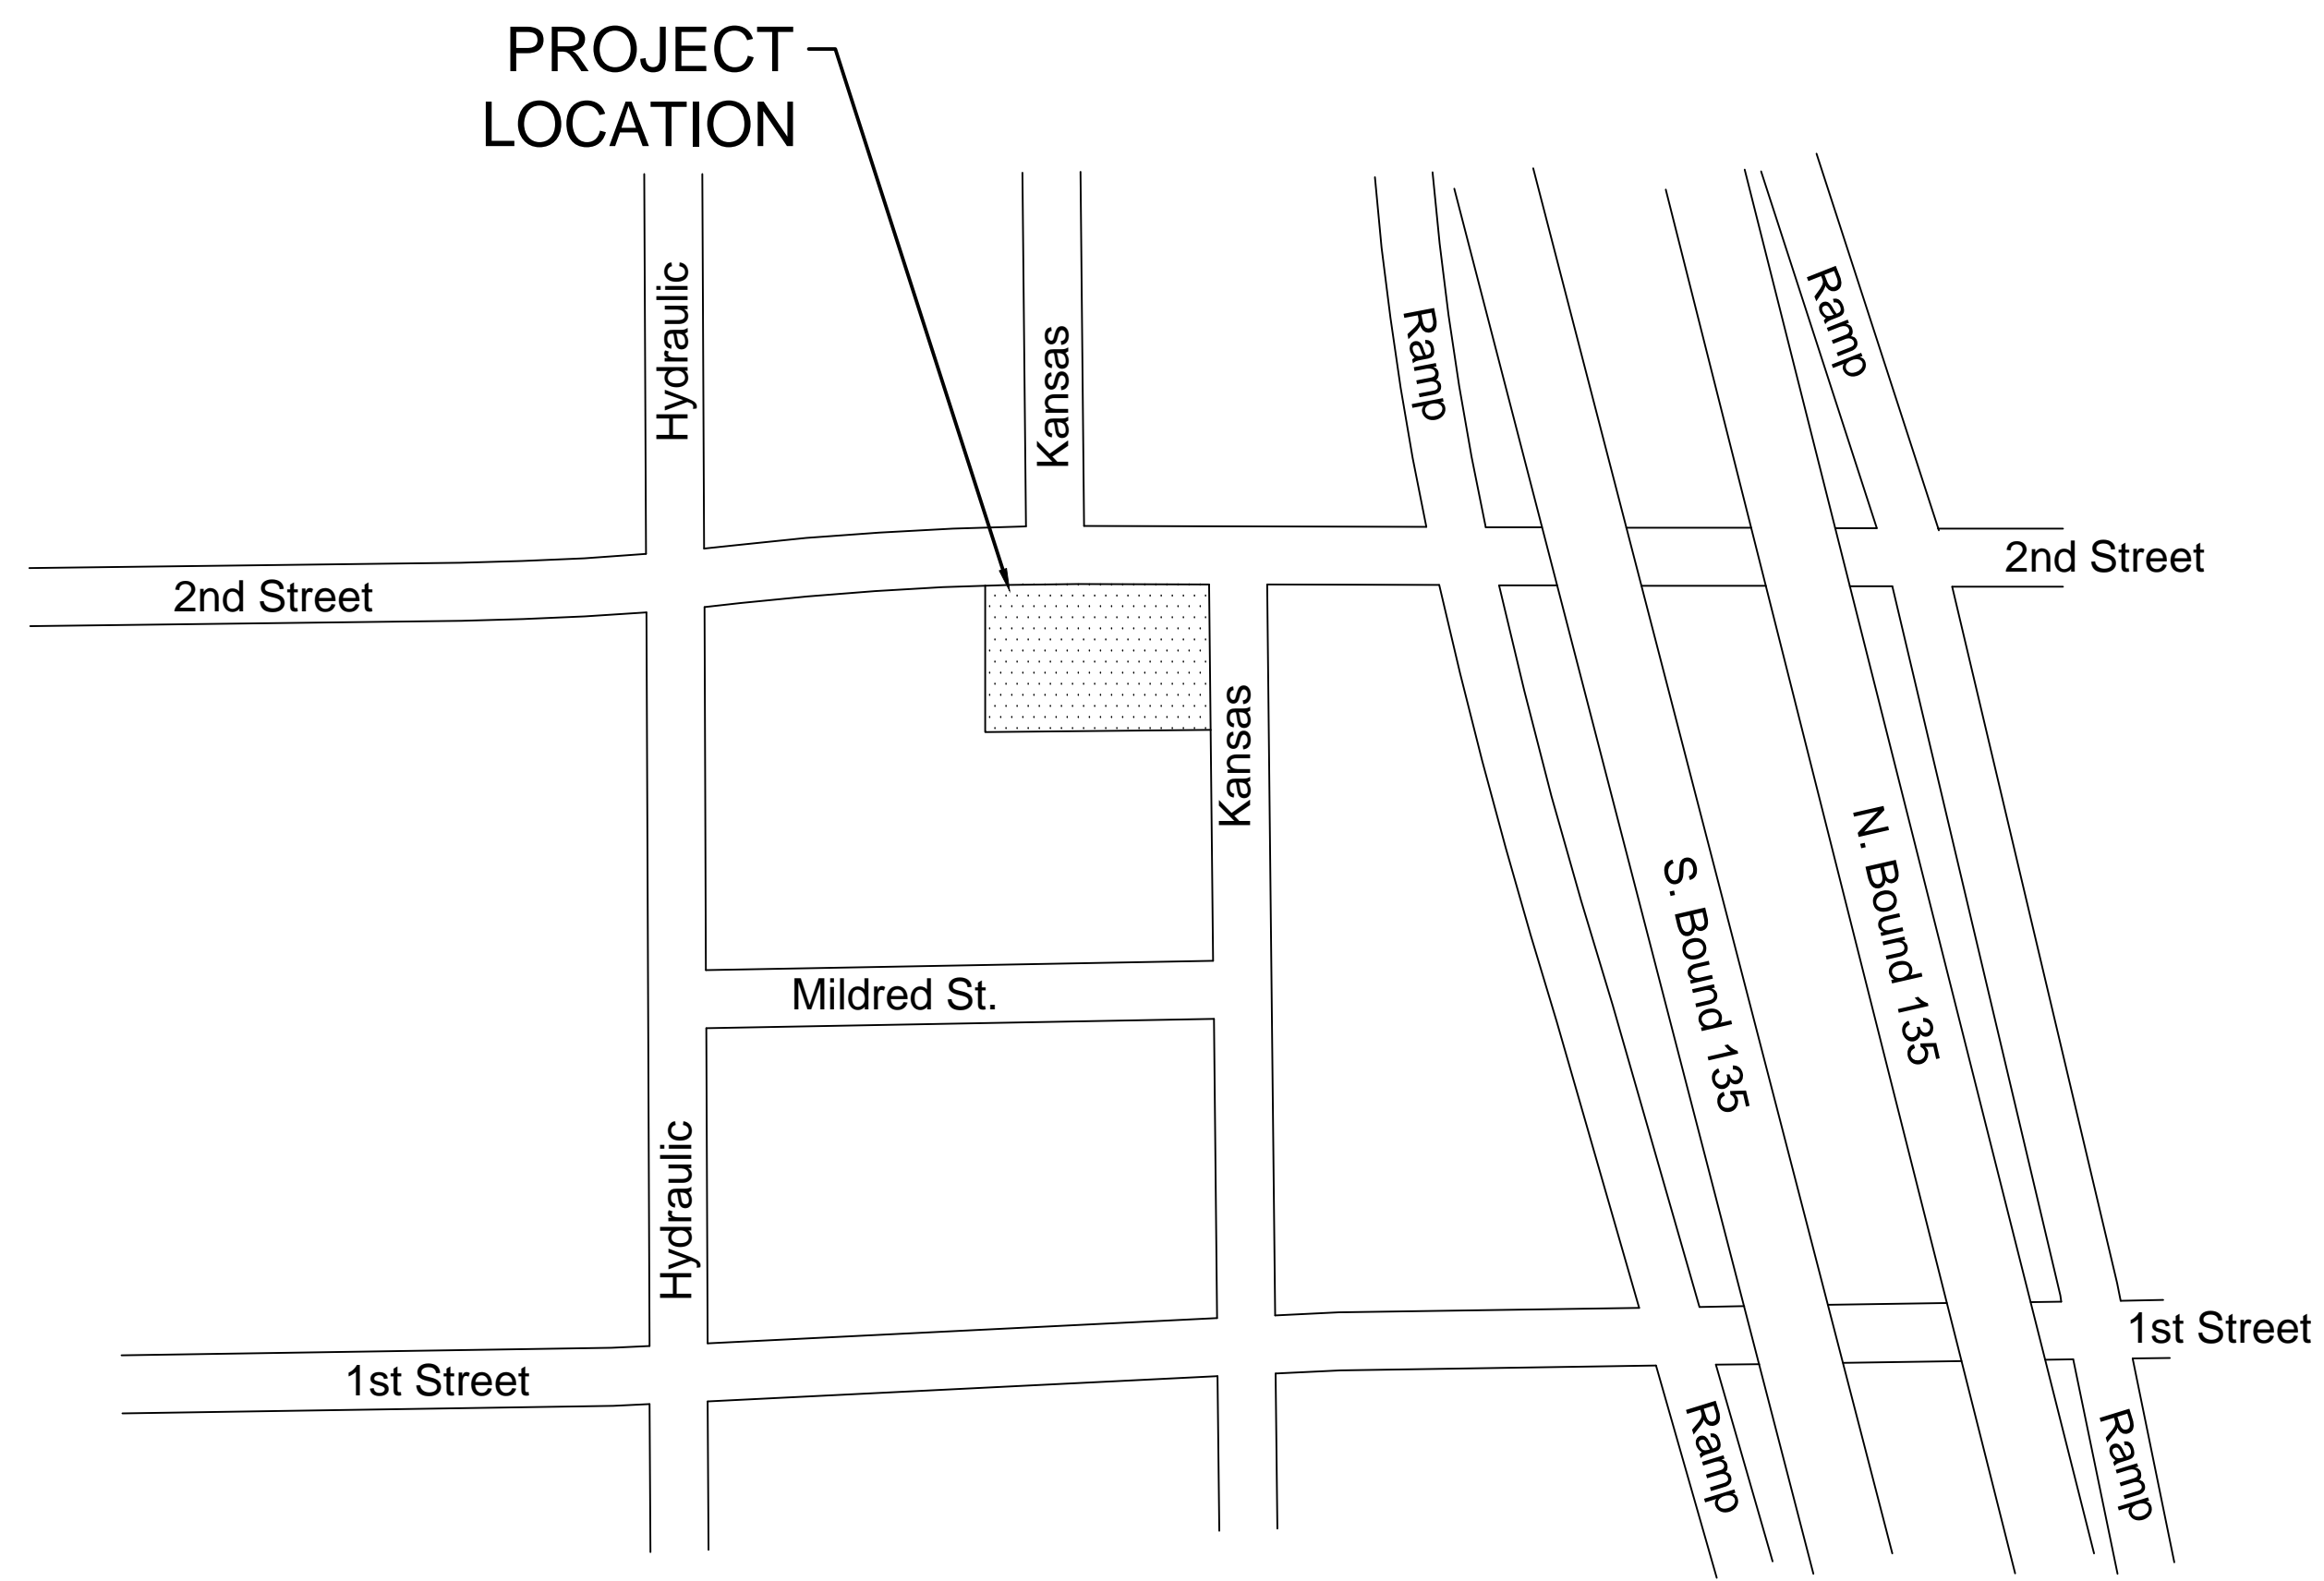 PROJECT
LOCATION
Hydraulic
Kansas
Ramp
Ramp
2nd Street
2nd Street
Kansas
N. Bound 135
S. Bound 135
Mildred St.
Hydraulic
1st Street
1st Street
Ramp
Ramp